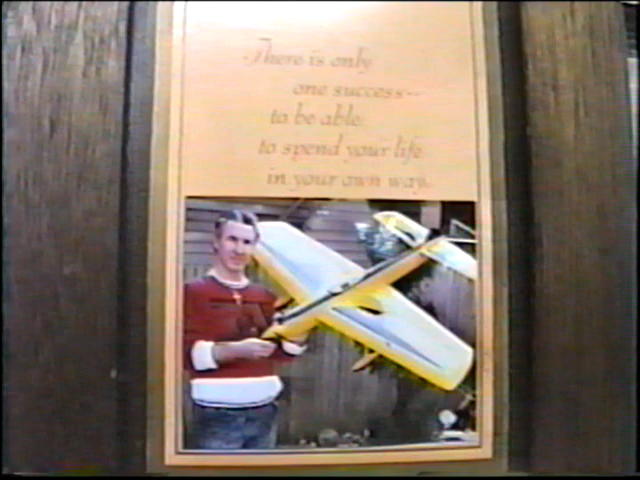 There is only
one success--
to be able
to spend your life
in your own way.